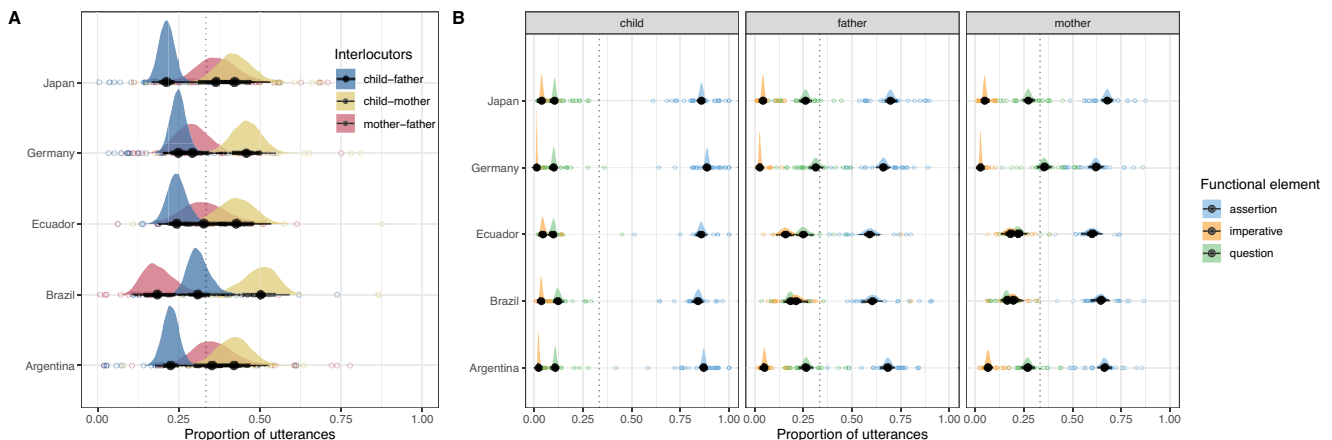 A
Interlocutors
child−father
child−mother
mother−father
Japan
Germany
Ecuador
Brazil
Argentina
0.00 0.25 0.50 0.75 1.00
Proportion of utterances
B
child father mother
Japan
Germany
Ecuador
Brazil
Argentina
0.00 0.25 0.50 0.75 1.00 0.00 0.25 0.50 0.75 1.00 0.00 0.25 0.50 0.75 1.00
Proportion of utterances
Functional element
assertion
imperative
question